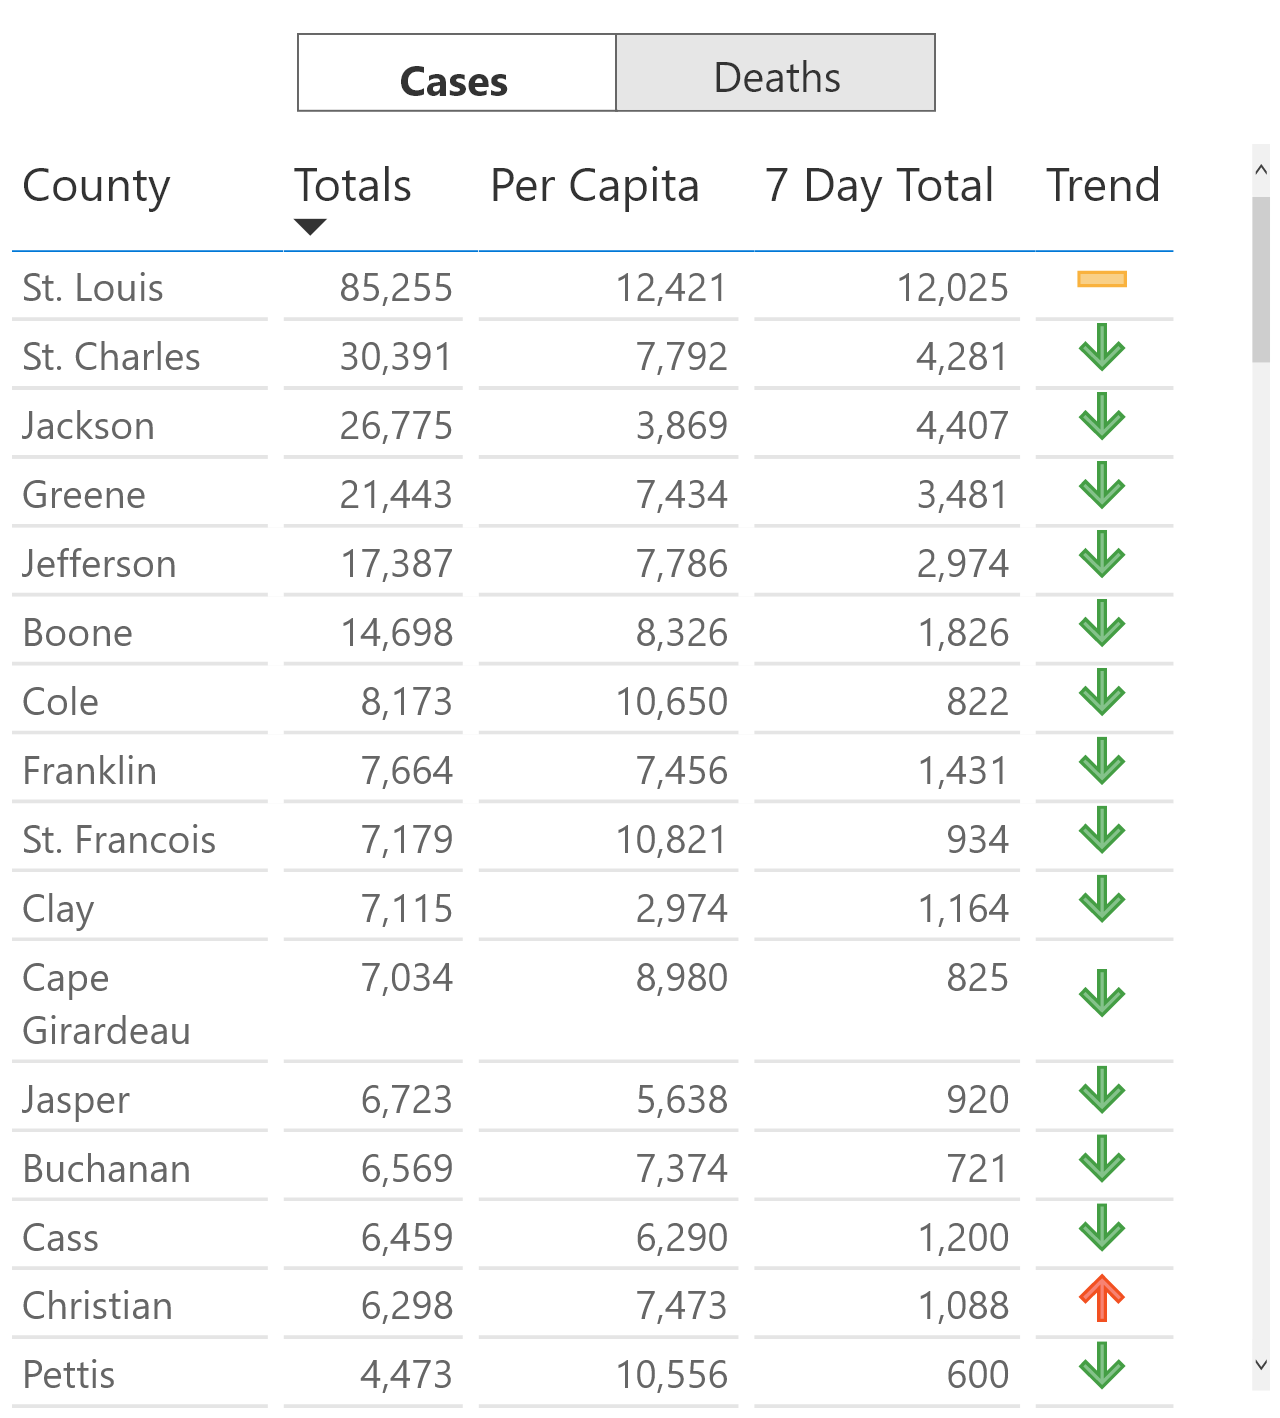 Cases Deaths
County Totals Per Capita 7 Day Total Trend
St. Louis 85,255 12,421 12,025
St. Charles 30,391 7,792 4,281
Jackson 26,775 3,869 4,407
Greene 21,443 7,434 3,481
Jefferson 17,387 7,786 2,974
Boone 14,698 8,326 1,826
Cole 8,173 10,650 822
Franklin 7,664 7,456 1,431
St. Francois 7,179 10,821 934
Clay 7,115 2,974 1,164
Cape 7,034 8,980 825
Girardeau
Jasper 6,723 5,638 920
Buchanan 6,569 7,374 721
Cass 6,459 6,290 1,200
Christian 6,298 7,473 1,088
Pettis 4,473 10,556 600